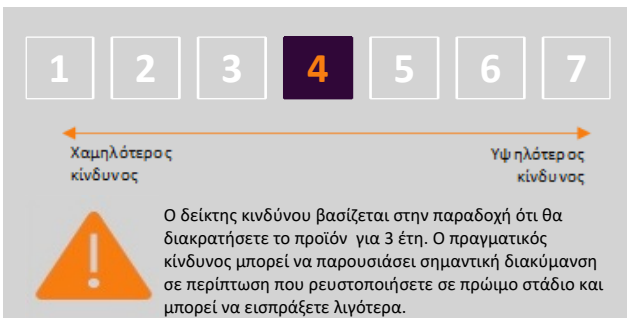 1 2 3 4 5 6 7
Χαμηλότερος Υψηλότερος
κίνδυνος κίνδυνος
Ο δείκτης κινδύνου βασίζεται στην παραδοχή ότι θα
διακρατήσετε το προϊόν για 3 έτη. Ο πραγματικός
κίνδυνος μπορεί να παρουσιάσει σημαντική διακύμανση
σε περίπτωση που ρευστοποιήσετε σε πρώιμο στάδιο και
μπορεί να εισπράξετε λιγότερα.